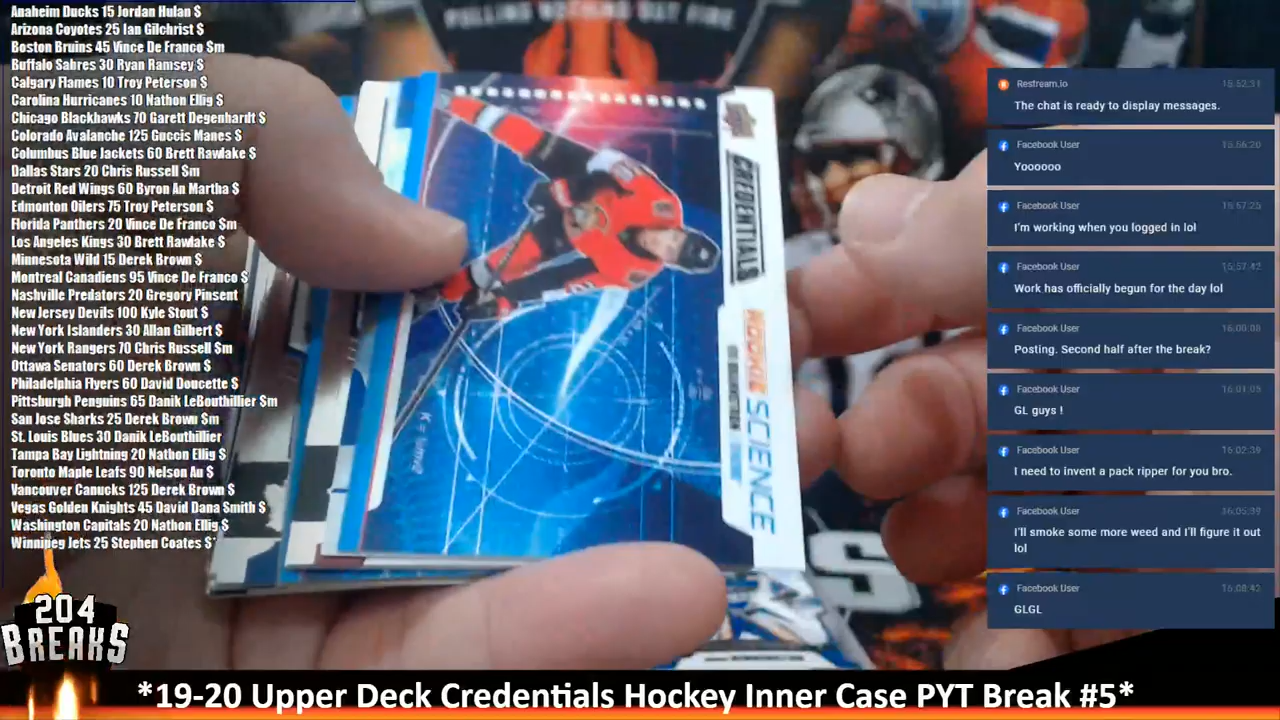 Anaheim Ducks 15 Jordan Hulan $
Arizona Coyotes 25 Ian Gilchrist $
Boston Bruins 45 Vince De Franco $m
Buffalo Sabres 30 Ryan Ramsey $
Calgary Flames 10 Troy Peterson $
Carolina Hurricanes 10 Nathon Ellig $
Chicago Blackhawks 70 Garett Degenhardt $
Colorado Avalanche 125 Guccis Manes $
Columbus Blue Jackets 60 Brett Rawlake $
Dallas Stars 20 Chris Russell $m
Detroit Red Wings 60 Byron An Martha $
Edmonton Oilers 75 Troy Peterson $
Florida Panthers 20 Vince De Franco $m
Los Angeles Kings 30 Brett Rawlake $
Minnesota Wild 15 Derek Brown $
Montreal Canadiens 95 Vince De Franco $
Nashville Predators 20 Gregory Pinsent
New Jersey Devils 100 Kyle Stout $
New York Islanders 30 Allan Gilbert $
New York Rangers 70 Chris Russell $m
Ottawa Senators 60 Derek Brown $
Philadelphia Flyers 60 David Doucette $
Pittsburgh Penguins 65 Danik LeBouthillier $m
San Jose Sharks 25 Derek Brown $m
St. Louis Blues 30 Danik LeBouthillier
Tampa Bay Lightning 20 Nathon Ellig $
Toronto Maple Leafs 90 Nelson Au $
Vancouver Canucks 125 Derek Brown $
Vegas Golden Knights 45 David Dana Smith $
Washington Capitals 20 Nathon Ellig $
Winnipeg Jets 25 Stephen Coates $
204
BREAKS
CREDENTIALS
ROOKIE SCIENCE
Restream.io 15:52:31
The chat is ready to display messages.
Facebook User 15:56:20
Yoooooo
Facebook User 15:57:25
I'm working when you logged in lol
Facebook User 15:57:42
Work has officially begun for the day lol
Facebook User 16:00:08
Posting. Second half after the break?
Facebook User 16:01:05
GL guys !
Facebook User 16:02:39
I need to invent a pack ripper for you bro.
Facebook User 16:05:39
I'll smoke some more weed and I'll figure it out
lol
Facebook User 16:08:42
GLGL
*19-20 Upper Deck Credentials Hockey Inner Case PYT Break #5*